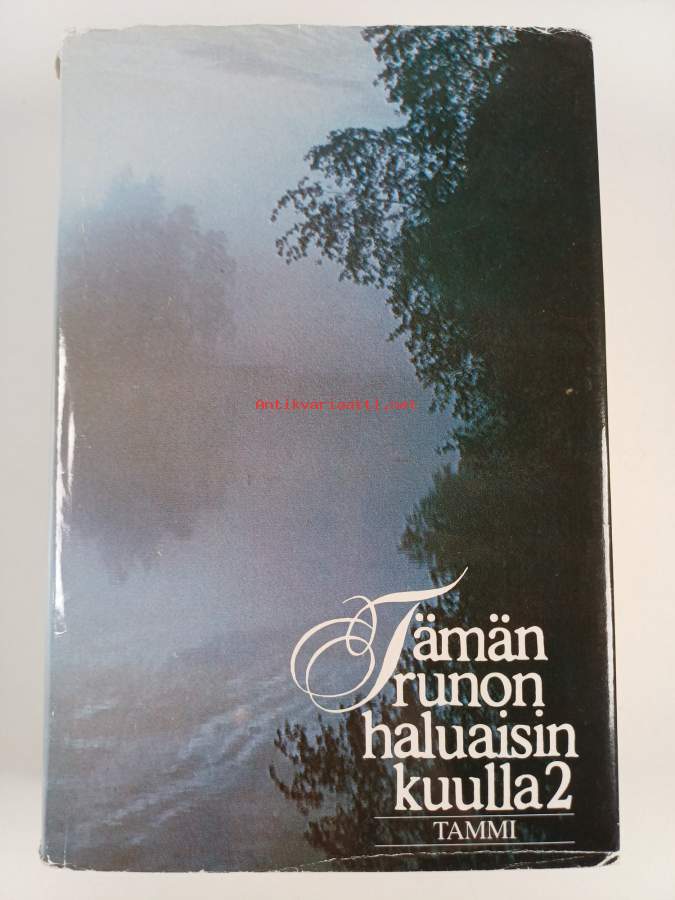 Antikvariaatti.net
Tämän
runon
haluaisin
kuulla 2
TAMMI